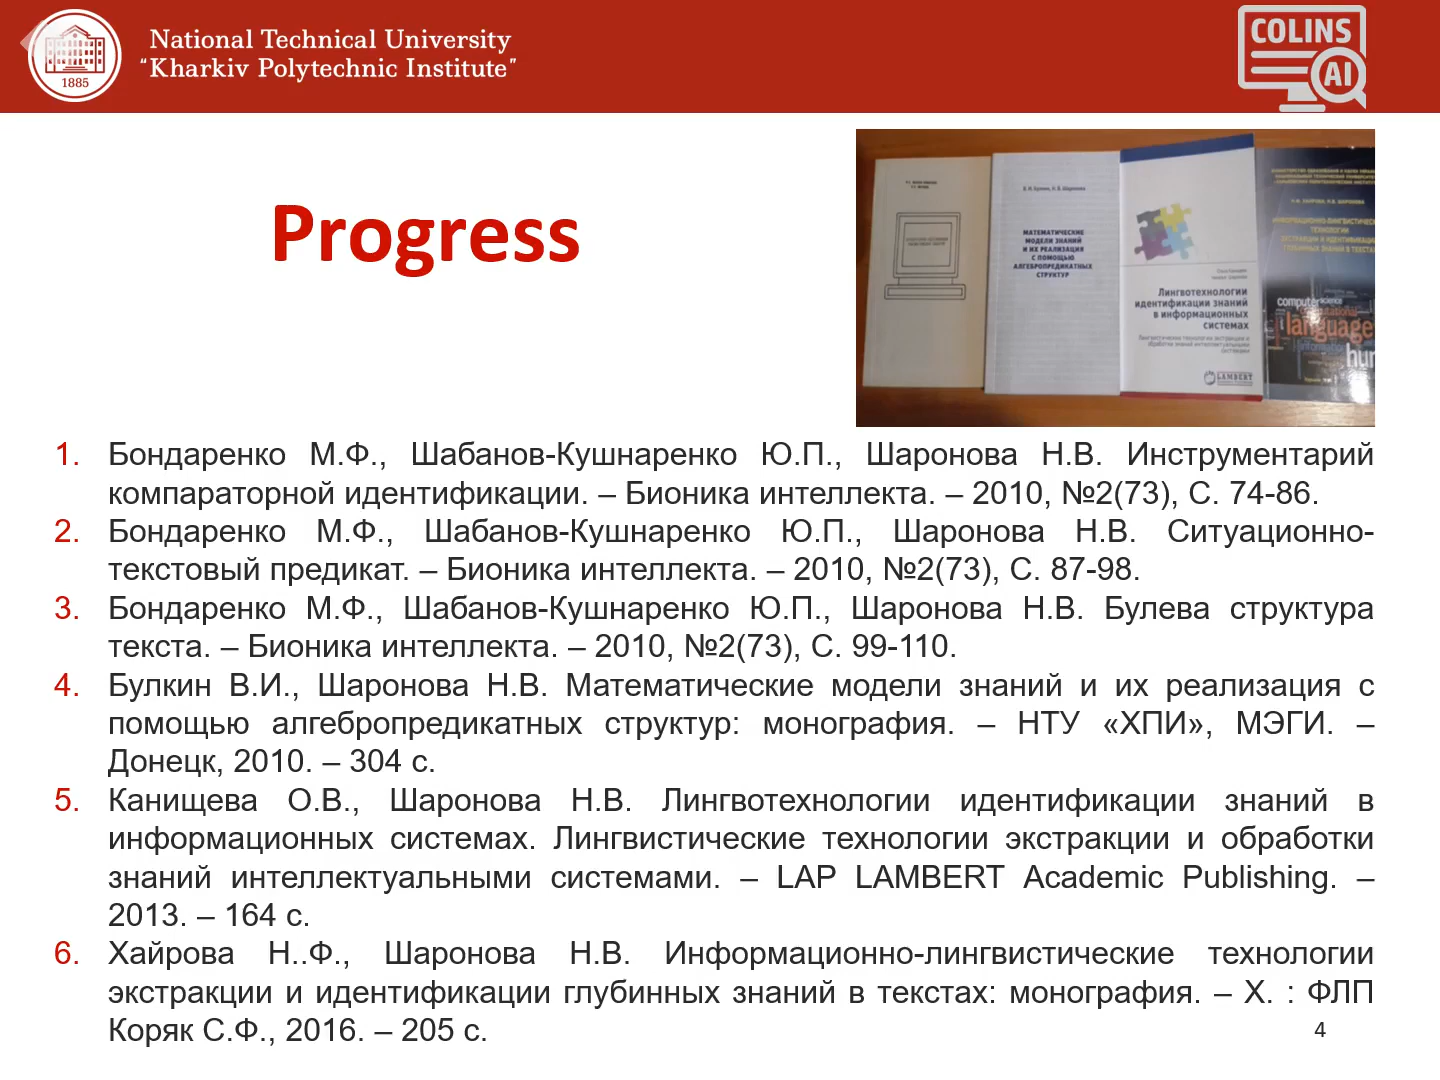 National Technical University
“Kharkiv Polytechnic Institute”
1885
COLINS
AI
Progress
В.И. Булкин, Н.В. Шаронова
МАТЕМАТИЧЕСКИЕ
МОДЕЛИ ЗНАНИЙ
И ИХ РЕАЛИЗАЦИЯ
С ПОМОЩЬЮ
АЛГЕБРОПРЕДИКАТНЫХ
СТРУКТУР
Лингвотехнологии
идентификации знаний
в информационных
системах
LAMBERT
computer science
language
information
1. Бондаренко М.Ф., Шабанов-Кушнаренко Ю.П., Шаронова Н.В. Инструментарий
компараторной идентификации. – Бионика интеллекта. – 2010, №2(73), С. 74-86.
2. Бондаренко М.Ф., Шабанов-Кушнаренко Ю.П., Шаронова Н.В. Ситуационно-
текстовый предикат. – Бионика интеллекта. – 2010, №2(73), С. 87-98.
3. Бондаренко М.Ф., Шабанов-Кушнаренко Ю.П., Шаронова Н.В. Булева структура
текста. – Бионика интеллекта. – 2010, №2(73), С. 99-110.
4. Булкин В.И., Шаронова Н.В. Математические модели знаний и их реализация с
помощью алгебропредикатных структур: монография. – НТУ «ХПИ», МЭГИ. –
Донецк, 2010. – 304 с.
5. Канищева О.В., Шаронова Н.В. Лингвотехнологии идентификации знаний в
информационных системах. Лингвистические технологии экстракции и обработки
знаний интеллектуальными системами. – LAP LAMBERT Academic Publishing. –
2013. – 164 с.
6. Хайрова Н..Ф., Шаронова Н.В. Информационно-лингвистические технологии
экстракции и идентификации глубинных знаний в текстах: монография. – Х. : ФЛП
Коряк С.Ф., 2016. – 205 с.
4